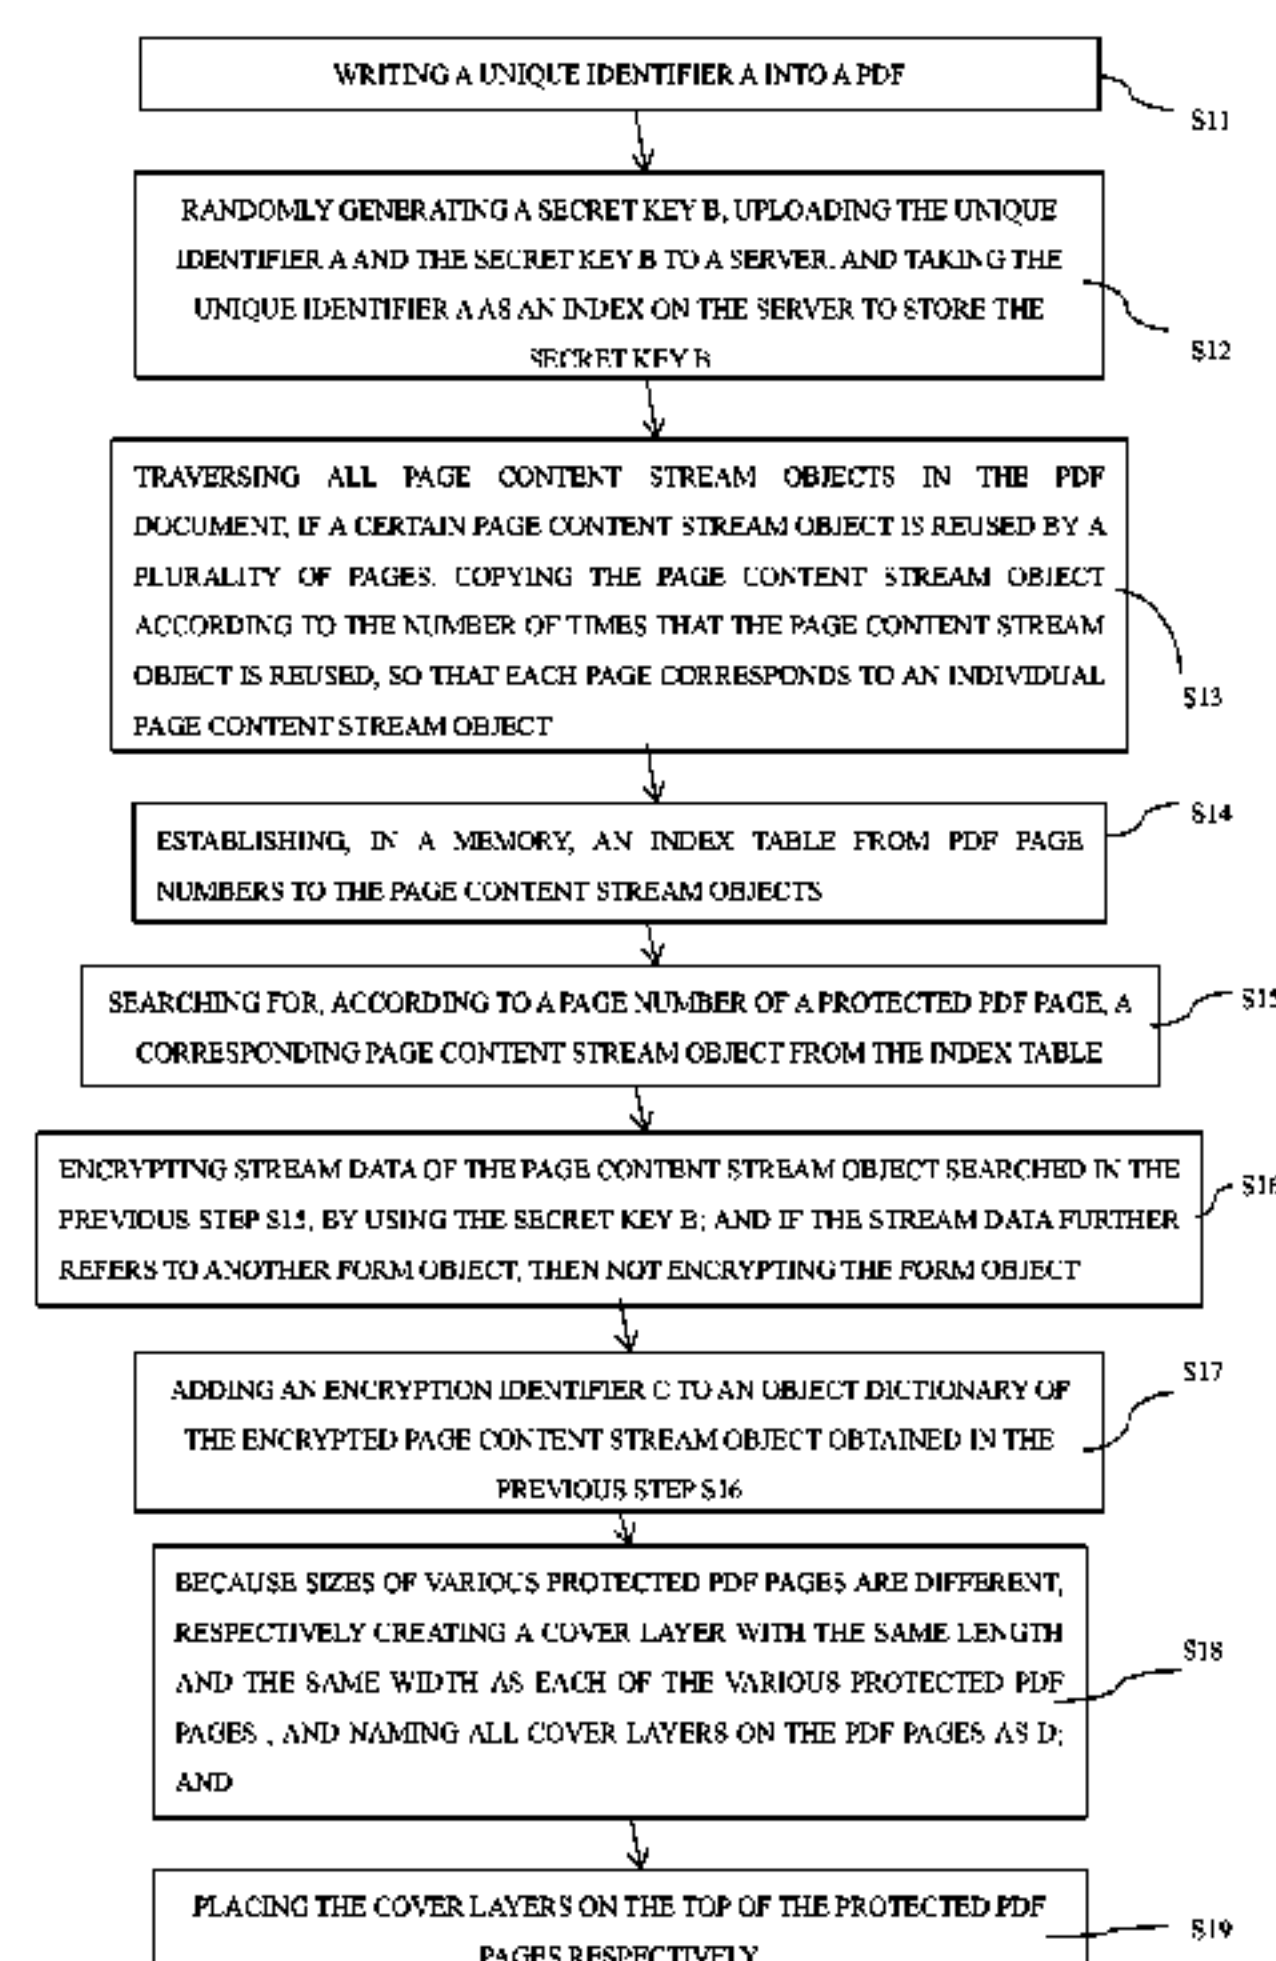 WRITING A UNIQUE IDENTIFIER A INTO A PDF
S11
RANDOMLY GENERATING A SECRET KEY B, UPLOADING THE UNIQUE
IDENTIFIER A AND THE SECRET KEY B TO A SERVER, AND TAKING THE
UNIQUE IDENTIFIER A AS AN INDEX ON THE SERVER TO STORE THE
SECRET KEY B
S12
TRAVERSING ALL PAGE CONTENT STREAM OBJECTS IN THE PDF
DOCUMENT, IF A CERTAIN PAGE CONTENT STREAM OBJECT IS REUSED BY A
PLURALITY OF PAGES, COPYING THE PAGE CONTENT STREAM OBJECT
ACCORDING TO THE NUMBER OF TIMES THAT THE PAGE CONTENT STREAM
OBJECT IS REUSED, SO THAT EACH PAGE CORRESPONDS TO AN INDIVIDUAL
PAGE CONTENT STREAM OBJECT
S13
ESTABLISHING, IN A MEMORY, AN INDEX TABLE FROM PDF PAGE
NUMBERS TO THE PAGE CONTENT STREAM OBJECTS
S14
SEARCHING FOR, ACCORDING TO A PAGE NUMBER OF A PROTECTED PDF PAGE, A
CORRESPONDING PAGE CONTENT STREAM OBJECT FROM THE INDEX TABLE
S15
ENCRYPTING STREAM DATA OF THE PAGE CONTENT STREAM OBJECT SEARCHED IN THE
PREVIOUS STEP S15, BY USING THE SECRET KEY B; AND IF THE STREAM DATA FURTHER
REFERS TO ANOTHER FORM OBJECT, THEN NOT ENCRYPTING THE FORM OBJECT
S16
ADDING AN ENCRYPTION IDENTIFIER C TO AN OBJECT DICTIONARY OF
THE ENCRYPTED PAGE CONTENT STREAM OBJECT OBTAINED IN THE
PREVIOUS STEP S16
S17
BECAUSE SIZES OF VARIOUS PROTECTED PDF PAGES ARE DIFFERENT,
RESPECTIVELY CREATING A COVER LAYER WITH THE SAME LENGTH
AND THE SAME WIDTH AS EACH OF THE VARIOUS PROTECTED PDF
PAGES , AND NAMING ALL COVER LAYERS ON THE PDF PAGES AS D;
AND
S18
PLACING THE COVER LAYERS ON THE TOP OF THE PROTECTED PDF
PAGES RESPECTIVELY
S19